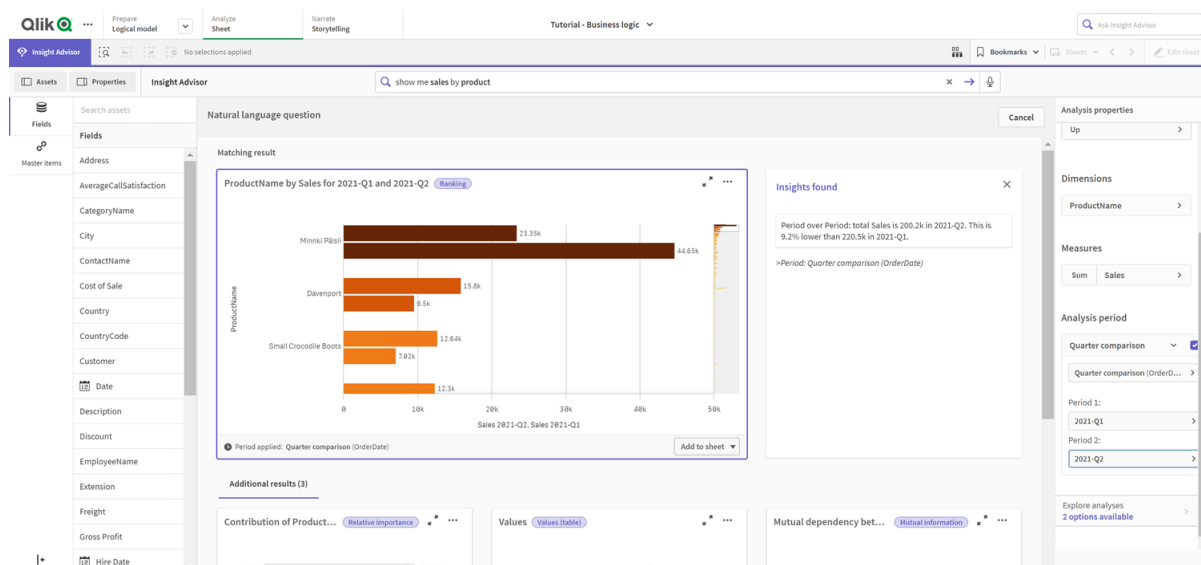 Qlik
Prepare
Logical model
Analyze
Sheet
Narrate
Storytelling
Tutorial - Business logic
Ask Insight Advisor
Insight Advisor
No selections applied
Bookmarks
Sheets
Edit sheet
Assets
Properties
Insight Advisor
show me sales by product
Fields
Master items
Search assets
Fields
Address
AverageCallSatisfaction
CategoryName
City
ContactName
Cost of Sale
Country
CountryCode
Customer
Date
Description
Discount
EmployeeName
Extension
Freight
Gross Profit
Hire Date
Natural language question
Cancel
Matching result
ProductName by Sales for 2021-Q1 and 2021-Q2
Ranking
ProductName
Minnki Pälsii
23.35k
44.65k
Davenport
15.8k
9.5k
Small Crocodile Boots
12.64k
7.02k
12.3k
0 10k 20k 30k 40k 50k
Sales 2021-Q2, Sales 2021-Q1
Period applied: Quarter comparison (OrderDate)
Add to sheet
Insights found
Period over Period: total Sales is 200.2k in 2021-Q2. This is
9.2% lower than 220.5k in 2021-Q1.
>Period: Quarter comparison (OrderDate)
Additional results (3)
Contribution of Product...
Relative importance
Values
Values (table)
Mutual dependency bet...
Mutual information
Analysis properties
Up
Dimensions
ProductName
Measures
Sum Sales
Analysis period
Quarter comparison
Quarter comparison (OrderD...
Period 1:
2021-Q1
Period 2:
2021-Q2
Explore analyses
2 options available